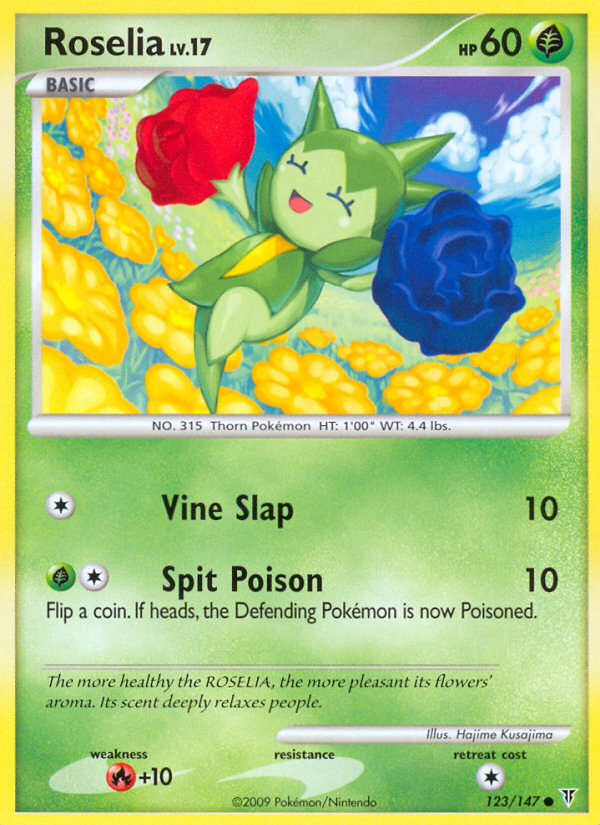 Roselia LV.17
HP 60
BASIC
NO. 315 Thorn Pokémon HT: 1'00" WT: 4.4 lbs.
Vine Slap 10
Spit Poison 10
Flip a coin. If heads, the Defending Pokémon is now Poisoned.
The more healthy the ROSELIA, the more pleasant its flowers'
aroma. Its scent deeply relaxes people.
Illus. Hajime Kusajima
weakness resistance retreat cost
+10
©2009 Pokémon/Nintendo 123/147